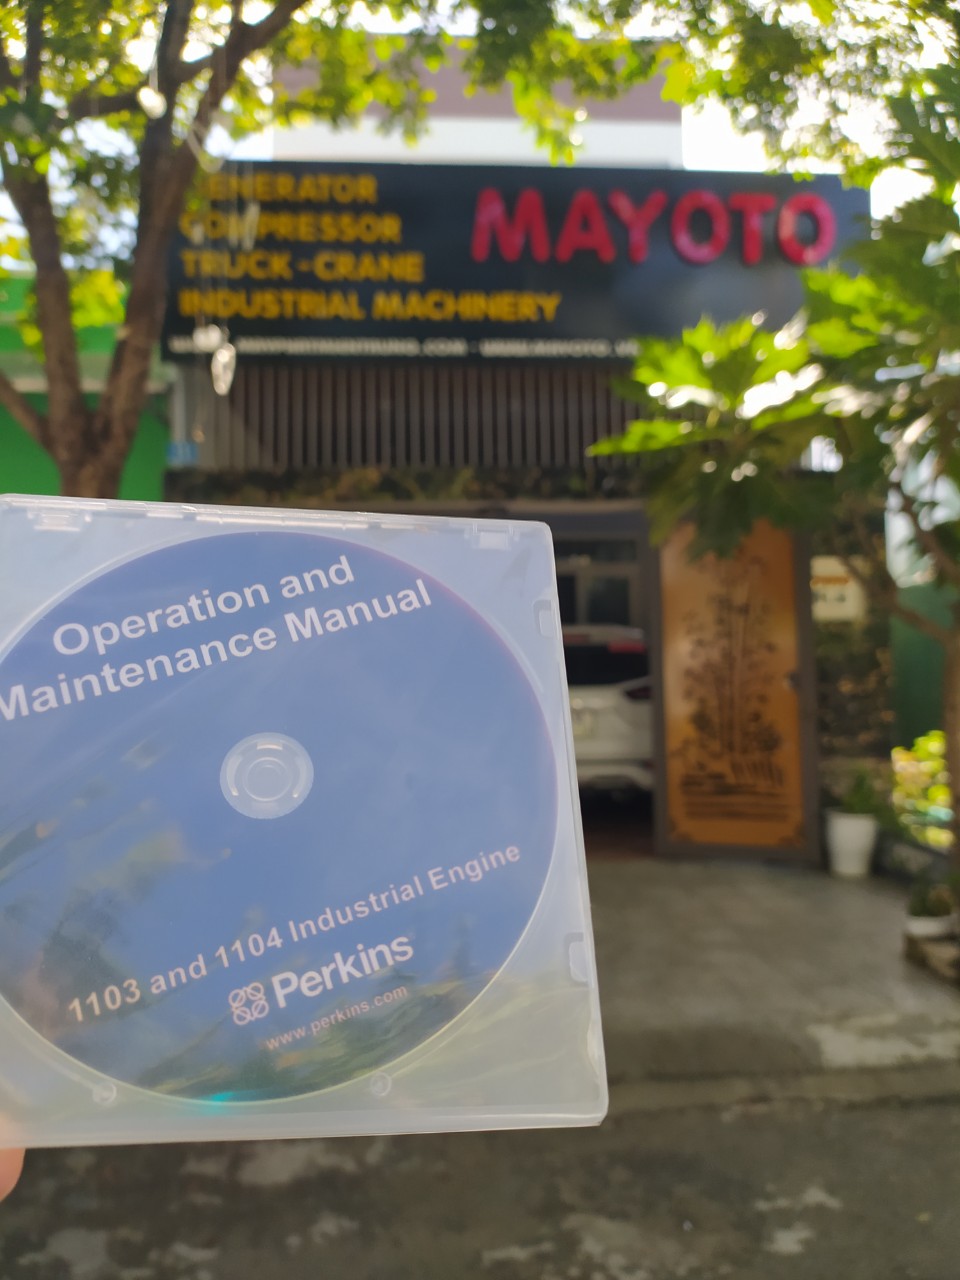 GENERATOR
COMPRESSOR
TRUCK - CRANE
INDUSTRIAL MACHINERY
MAYOTO
Operation and
Maintenance Manual
1103 and 1104 Industrial Engine
Perkins
www.perkins.com